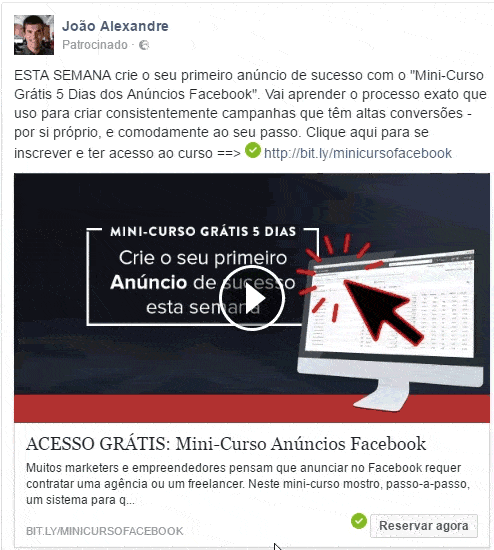 João Alexandre
Patrocinado ·
ESTA SEMANA crie o seu primeiro anúncio de sucesso com o "Mini-Curso
Grátis 5 Dias dos Anúncios Facebook". Vai aprender o processo exato que
uso para criar consistentemente campanhas que têm altas conversões -
por si próprio, e comodamente ao seu passo. Clique aqui para se
inscrever e ter acesso ao curso ==> http://bit.ly/minicursofacebook
MINI-CURSO GRÁTIS 5 DIAS
Crie o seu primeiro
Anúncio de sucesso
esta semana
ACESSO GRÁTIS: Mini-Curso Anúncios Facebook
Muitos marketers e empreendedores pensam que anunciar no Facebook requer
contratar uma agência ou um freelancer. Neste mini-curso mostro, passo-a-passo,
um sistema para q...
BIT.LY/MINICURSOFACEBOOK
Reservar agora